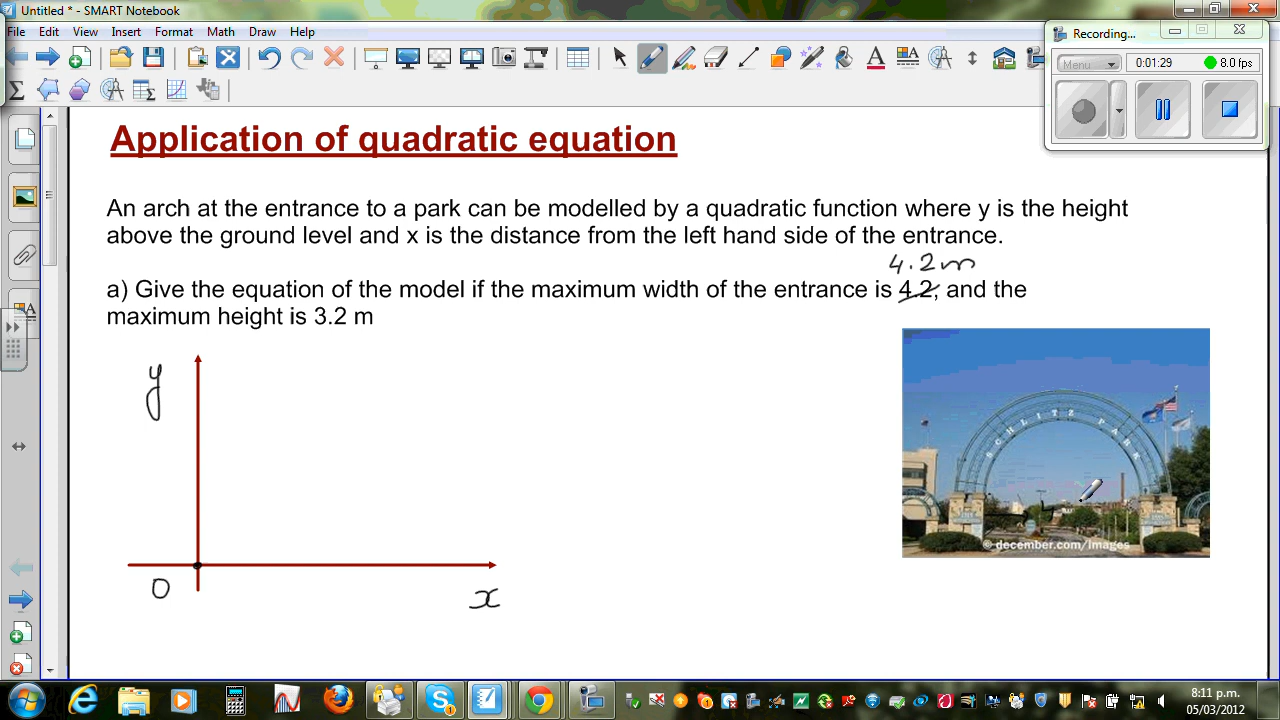 Untitled * - SMART Notebook
File Edit View Insert Format Math Draw Help
Recording...
Menu 0:01:29 8.0 fps
Application of quadratic equation
An arch at the entrance to a park can be modelled by a quadratic function where y is the height
above the ground level and x is the distance from the left hand side of the entrance.
4.2m
a) Give the equation of the model if the maximum width of the entrance is 4.2, and the
maximum height is 3.2 m
y
SCHLITZ PARK
© december.com/images
0
x
8:11 p.m.
05/03/2012